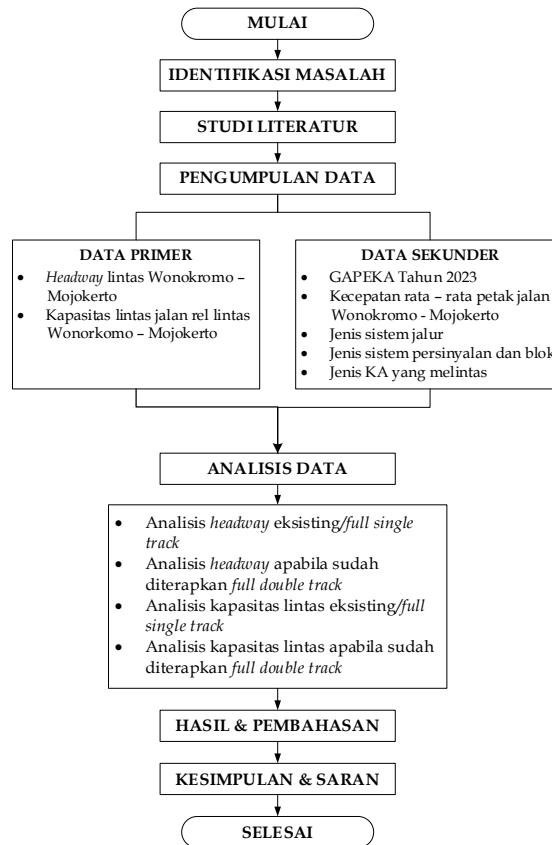 MULAI
IDENTIFIKASI MASALAH
STUDI LITERATUR
PENGUMPULAN DATA
DATA PRIMER
• Headway lintas Wonokromo –
Mojokerto
• Kapasitas lintas jalan rel lintas
Wonorkomo – Mojokerto
DATA SEKUNDER
• GAPEKA Tahun 2023
• Kecepatan rata – rata petak jalan
Wonokromo - Mojokerto
• Jenis sistem jalur
• Jenis sistem persinyalan dan blok
• Jenis KA yang melintas
ANALISIS DATA
• Analisis headway eksisting/full single
track
• Analisis headway apabila sudah
diterapkan full double track
• Analisis kapasitas lintas eksisting/full
single track
• Analisis kapasitas lintas apabila sudah
diterapkan full double track
HASIL & PEMBAHASAN
KESIMPULAN & SARAN
SELESAI